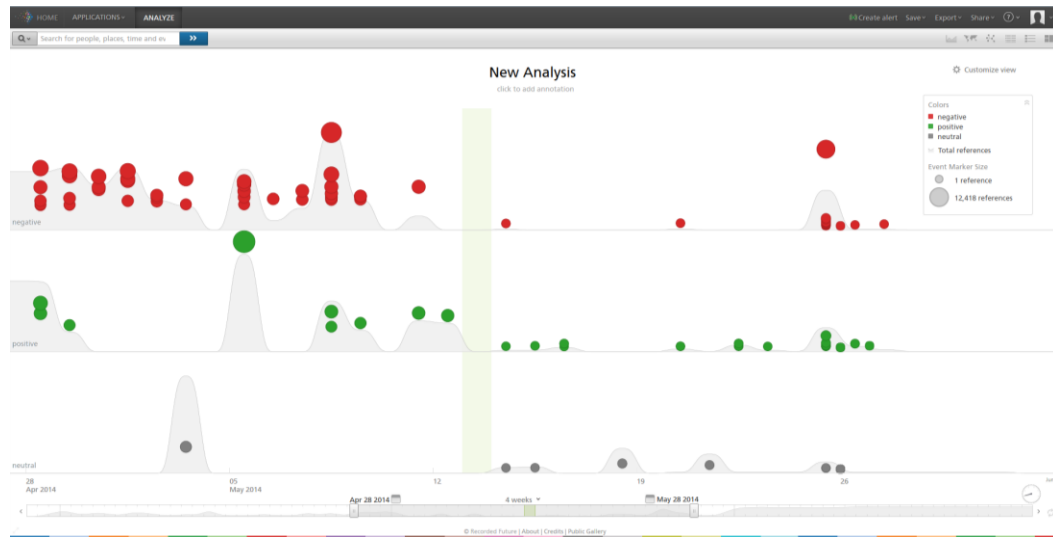 HOME APPLICATIONS ANALYZE Create alert Save Export Share ?
Search for people, places, time and ev
New Analysis
Customize view
click to add annotation
Colors
negative
positive
neutral
Total references
Event Marker Size
1 reference
12,418 references
negative
positive
neutral
28 05 12 19 26
Apr 2014 May 2014
Apr 28 2014 4 weeks May 28 2014
© Recorded Future | About | Credits | Public Gallery